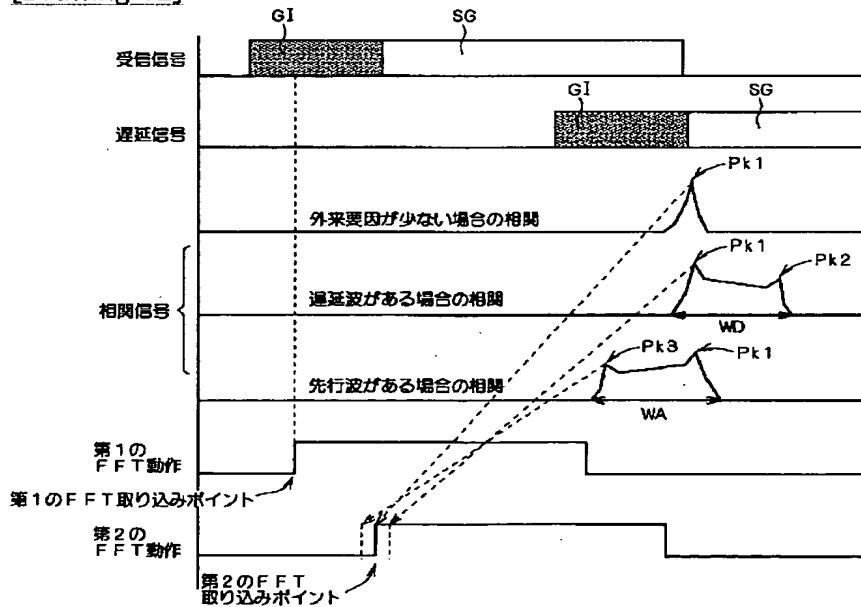 GI
SG
受信信号
GI
SG
遅延信号
Pk1
外来要因が少ない場合の相関
Pk1
Pk2
相関信号
遅延波がある場合の相関
WD
Pk3
Pk1
先行波がある場合の相関
WA
第1の
FFT動作
第1のFFT取り込みポイント
第2の
FFT動作
第2のFFT
取り込みポイント